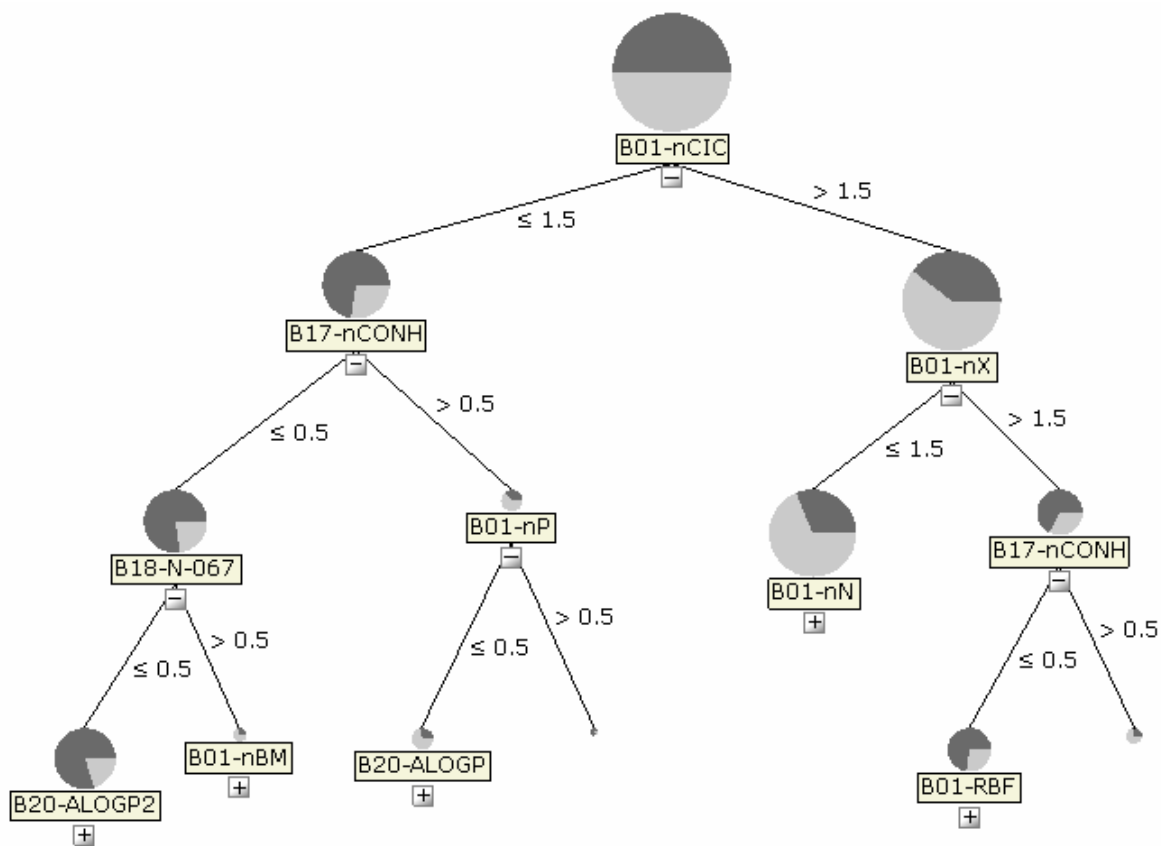 B01-nCIC
≤ 1.5
> 1.5
B17-nCONH
B01-nX
≤ 0.5
> 0.5
≤ 1.5
> 1.5
B18-N-067
B01-nP
B01-nN
B17-nCONH
≤ 0.5
> 0.5
≤ 0.5
> 0.5
≤ 0.5
> 0.5
B20-ALOGP2
B01-nBM
B20-ALOGP
B01-RBF